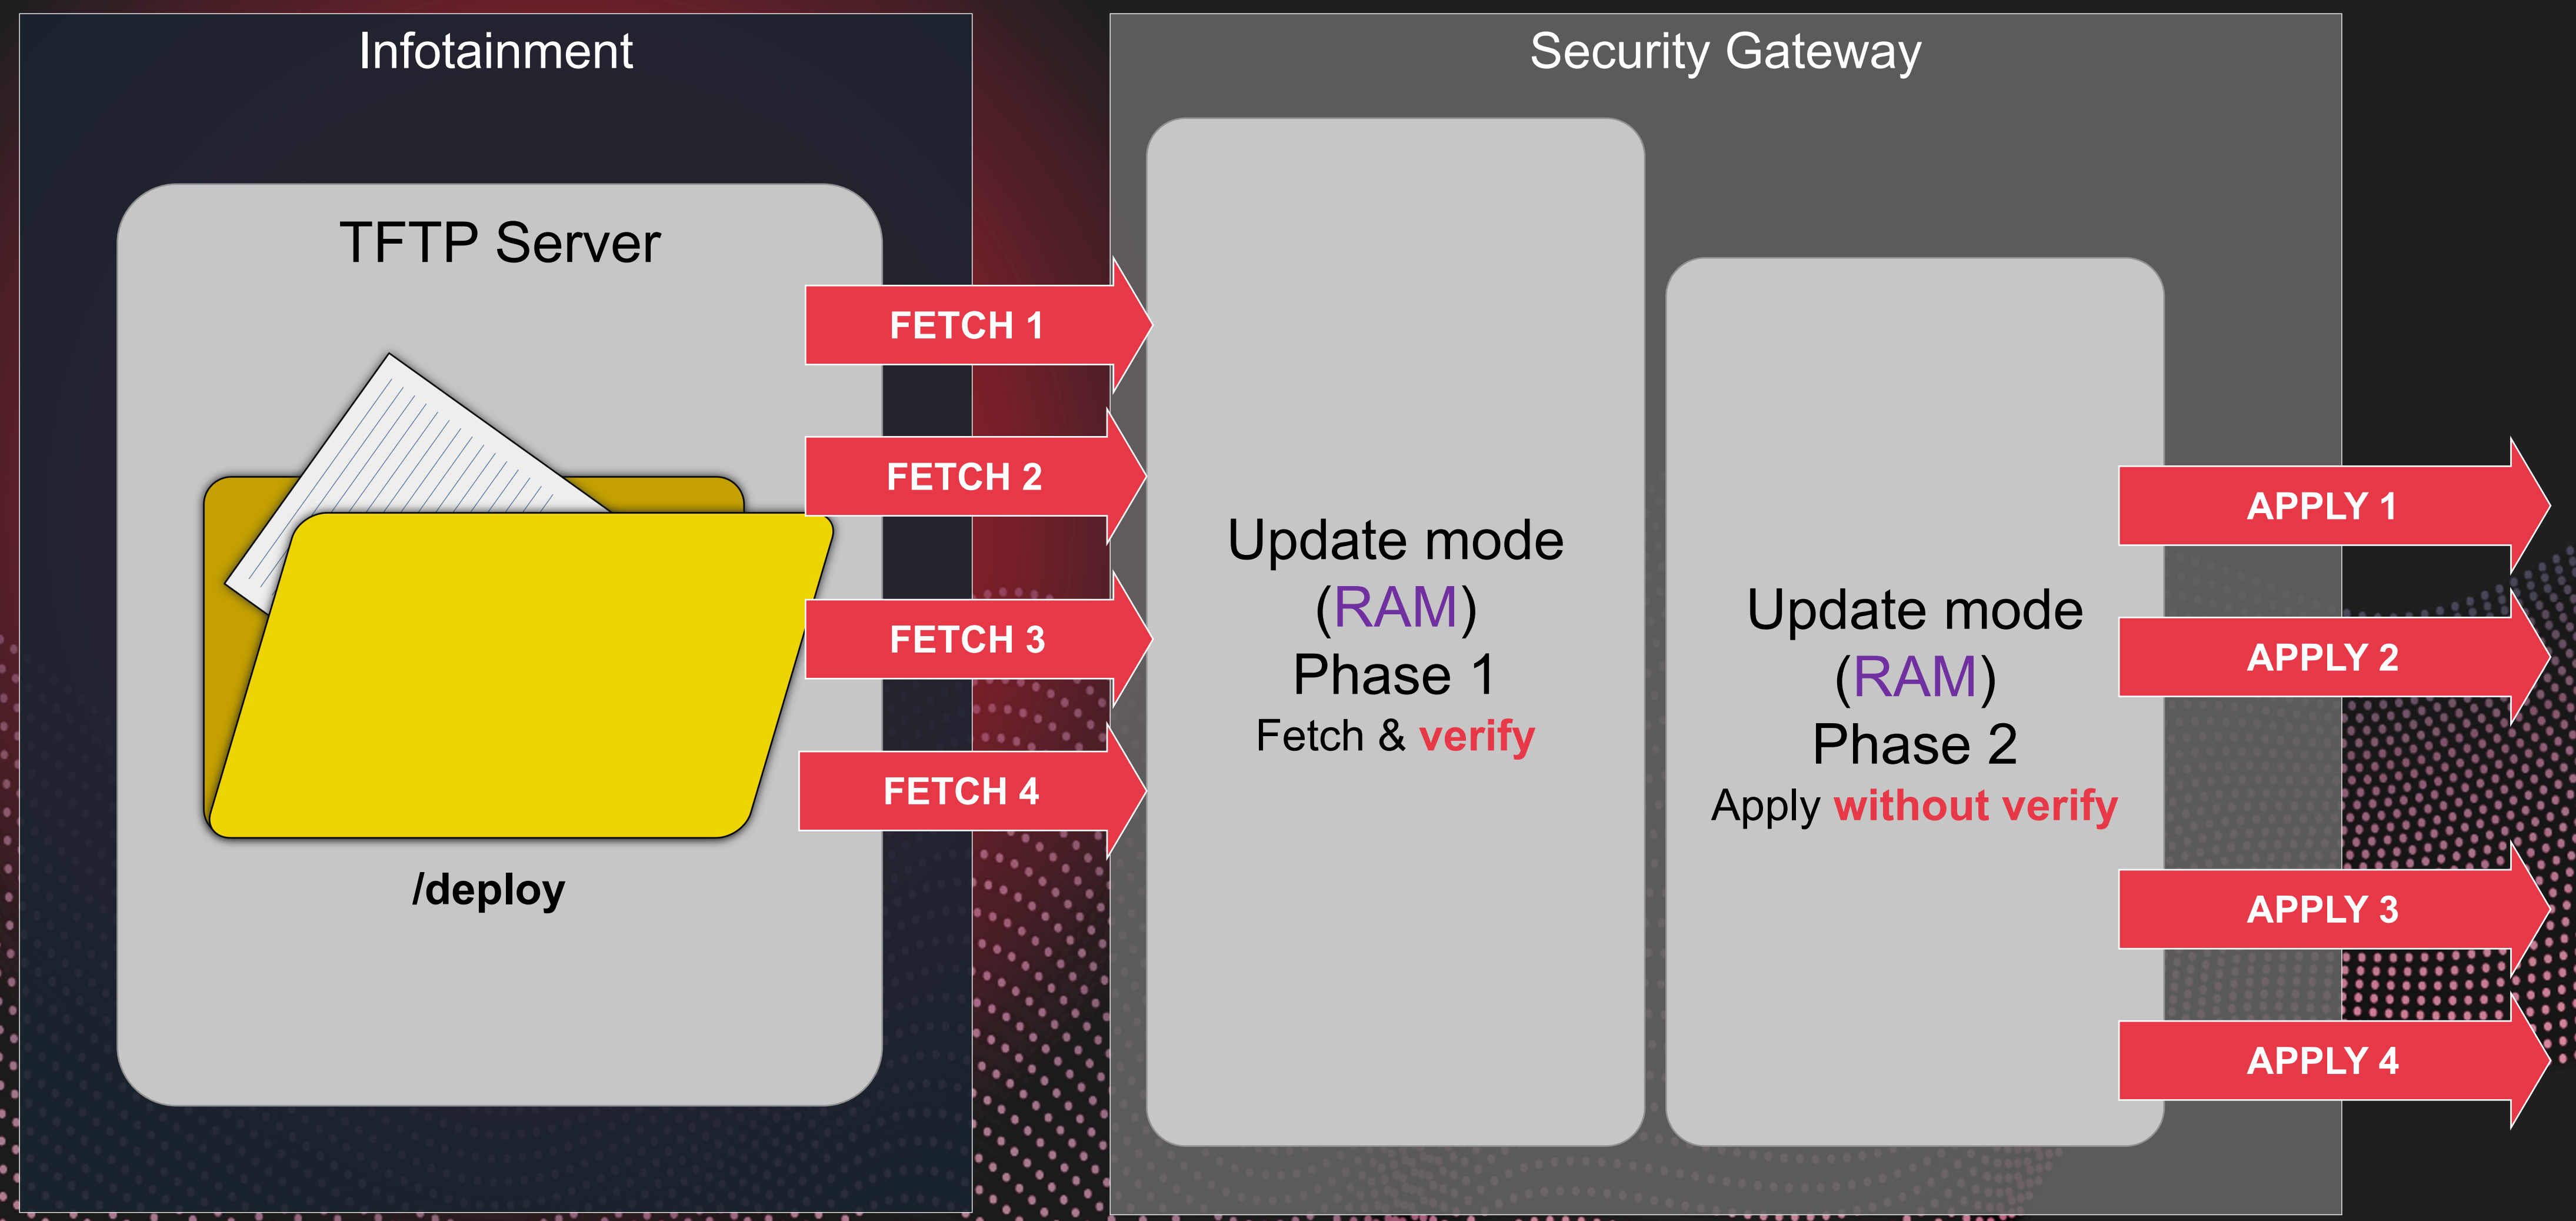 Infotainment
TFTP Server
/deploy
FETCH 1
FETCH 2
FETCH 3
FETCH 4
Security Gateway
Update mode
(RAM)
Phase 1
Fetch & verify
Update mode
(RAM)
Phase 2
Apply without verify
APPLY 1
APPLY 2
APPLY 3
APPLY 4